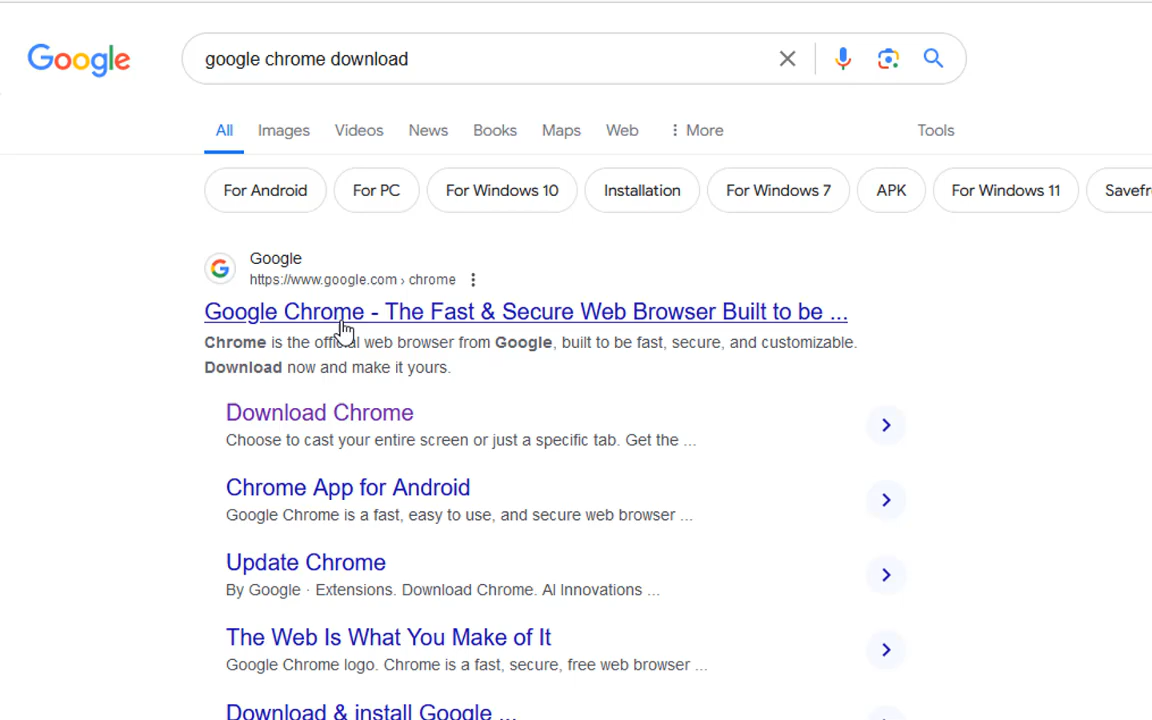 Google
google chrome download
All Images Videos News Books Maps Web More Tools
For Android For PC For Windows 10 Installation For Windows 7 APK For Windows 11 Savefr
Google
https://www.google.com › chrome
Google Chrome - The Fast & Secure Web Browser Built to be ...
Chrome is the official web browser from Google, built to be fast, secure, and customizable.
Download now and make it yours.
Download Chrome
Choose to cast your entire screen or just a specific tab. Get the ...
Chrome App for Android
Google Chrome is a fast, easy to use, and secure web browser ...
Update Chrome
By Google · Extensions. Download Chrome. AI Innovations ...
The Web Is What You Make of It
Google Chrome logo. Chrome is a fast, secure, free web browser ...
Download & install Google ...